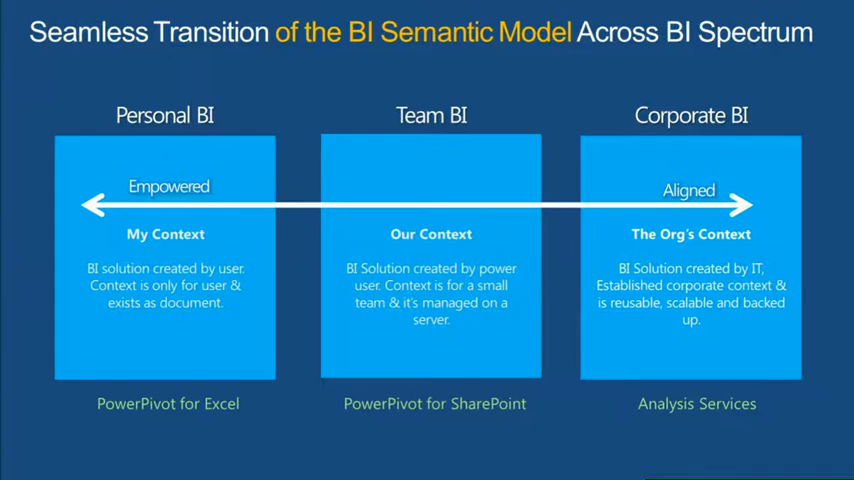 Seamless Transition of the BI Semantic Model Across BI Spectrum
Personal BI
Empowered
My Context
BI solution created by user.
Context is only for user &
exists as document.
PowerPivot for Excel
Team BI
Our Context
BI Solution created by power
user. Context is for a small
team & it's managed on a
server.
PowerPivot for SharePoint
Corporate BI
Aligned
The Org's Context
BI Solution created by IT,
Established corporate context &
is reusable, scalable and backed
up.
Analysis Services